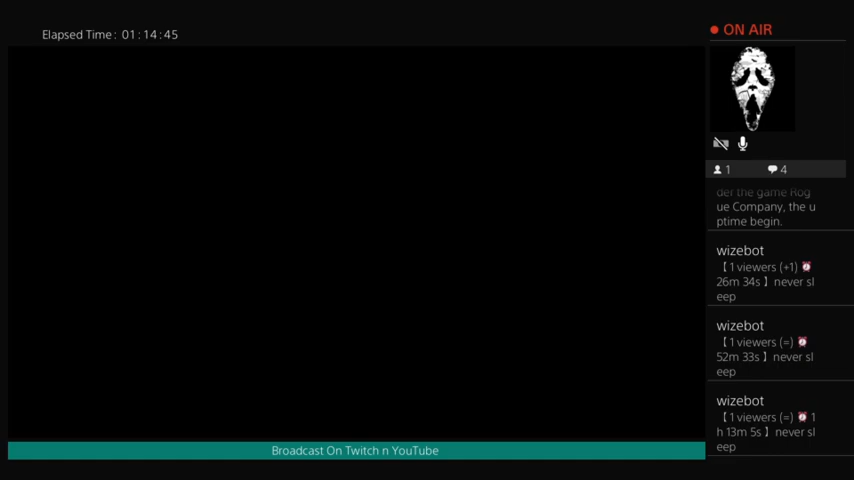 Elapsed Time: 01:14:45
ON AIR
1 4
der the game Rog
ue Company, the u
ptime begin.
wizebot
【 1 viewers (+1) ⏰
26m 34s 】 never sl
eep
wizebot
【 1 viewers (=) ⏰
52m 33s 】 never sl
eep
wizebot
【 1 viewers (=) ⏰ 1
h 13m 5s 】 never sl
eep
Broadcast On Twitch n YouTube